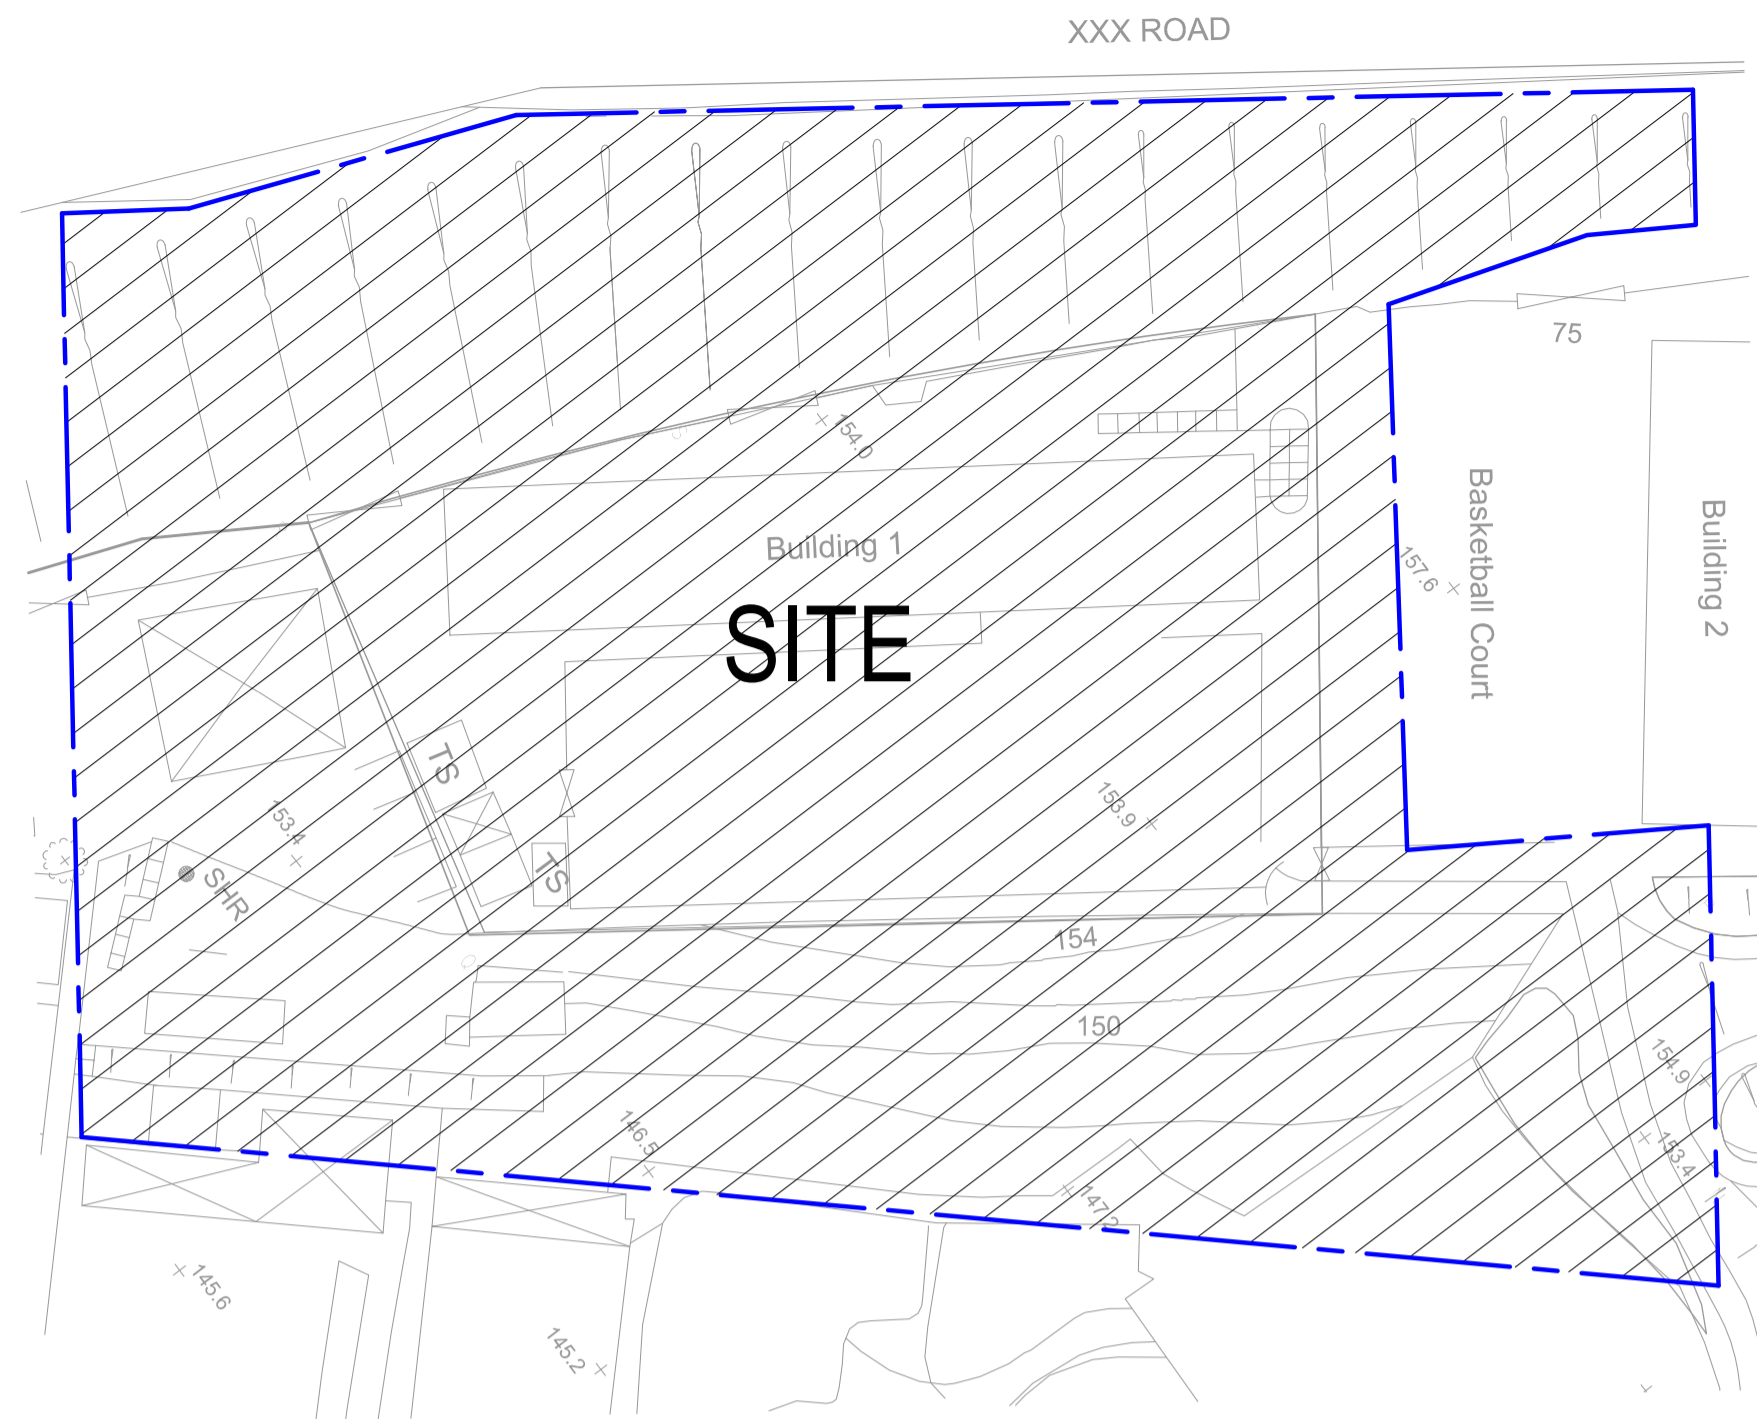 XXX ROAD
75
154.0
Basketball Court
Building 1
Building 2
157.6
SITE
TS
153.9
153.4
TS
SHR
154
150
154.9
146.5
153.4
147.2
145.6
145.2